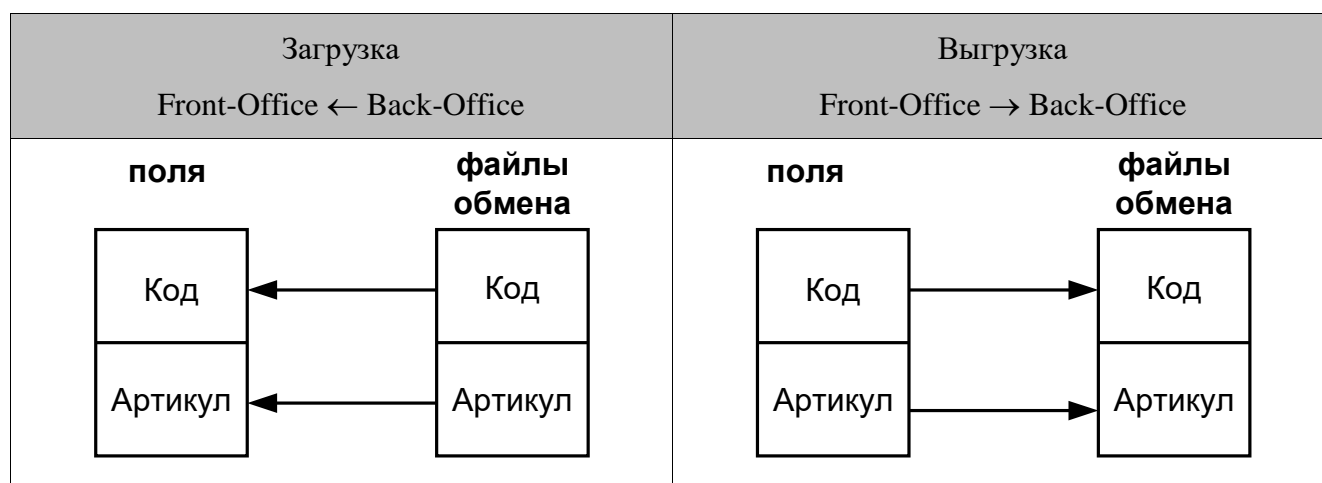 Загрузка
Front-Office ← Back-Office
Выгрузка
Front-Office → Back-Office
поля
файлы
обмена
Код
Код
Артикул
Артикул
поля
файлы
обмена
Код
Код
Артикул
Артикул